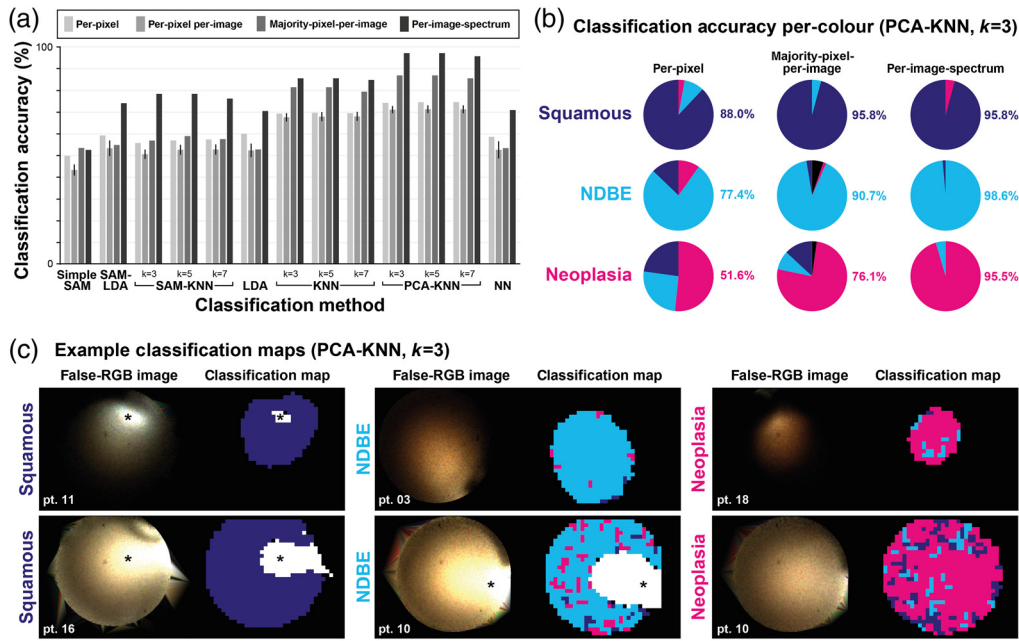 (a)
Per-pixel Per-pixel per-image Majority-pixel-per-image Per-image-spectrum
Classification accuracy (%)
100
80
60
40
20
0
k=3 k=5 k=7 k=3 k=5 k=7 k=3 k=5 k=7
Simple SAM SAM-LDA SAM-KNN LDA KNN PCA-KNN NN
Classification method
(b) Classification accuracy per-colour (PCA-KNN, k=3)
Per-pixel
Majority-pixel-
per-image
Per-image-spectrum
Squamous 88.0% 95.8% 95.8%
NDBE 77.4% 90.7% 98.6%
Neoplasia 51.6% 76.1% 95.5%
(c) Example classification maps (PCA-KNN, k=3)
False-RGB image Classification map False-RGB image Classification map False-RGB image Classification map
Squamous
*
*
pt. 11
NDBE
pt. 03
Neoplasia
pt. 18
Squamous
*
*
pt. 16
NDBE
*
*
pt. 10
Neoplasia
pt. 10